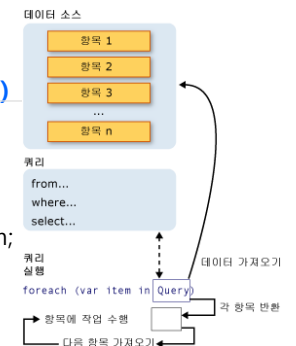 데이터 소스
항목 1
항목 2
)
항목 3
...
항목 n
쿼리
from...
where...
select...
n;
쿼리
실행
데이터 가져오기
foreach (var item in Query)
각 항목 반환
항목에 작업 수행
다음 항목 가져오기